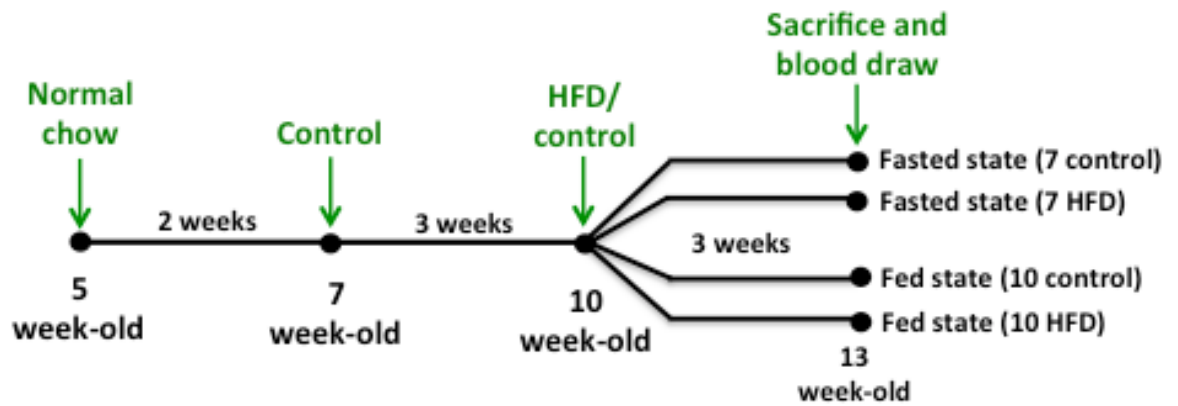 Normal
chow
Control
HFD/
control
Sacrifice and
blood draw
2 weeks
3 weeks
3 weeks
Fasted state (7 control)
Fasted state (7 HFD)
Fed state (10 control)
Fed state (10 HFD)
5
week-old
7
week-old
10
week-old
13
week-old